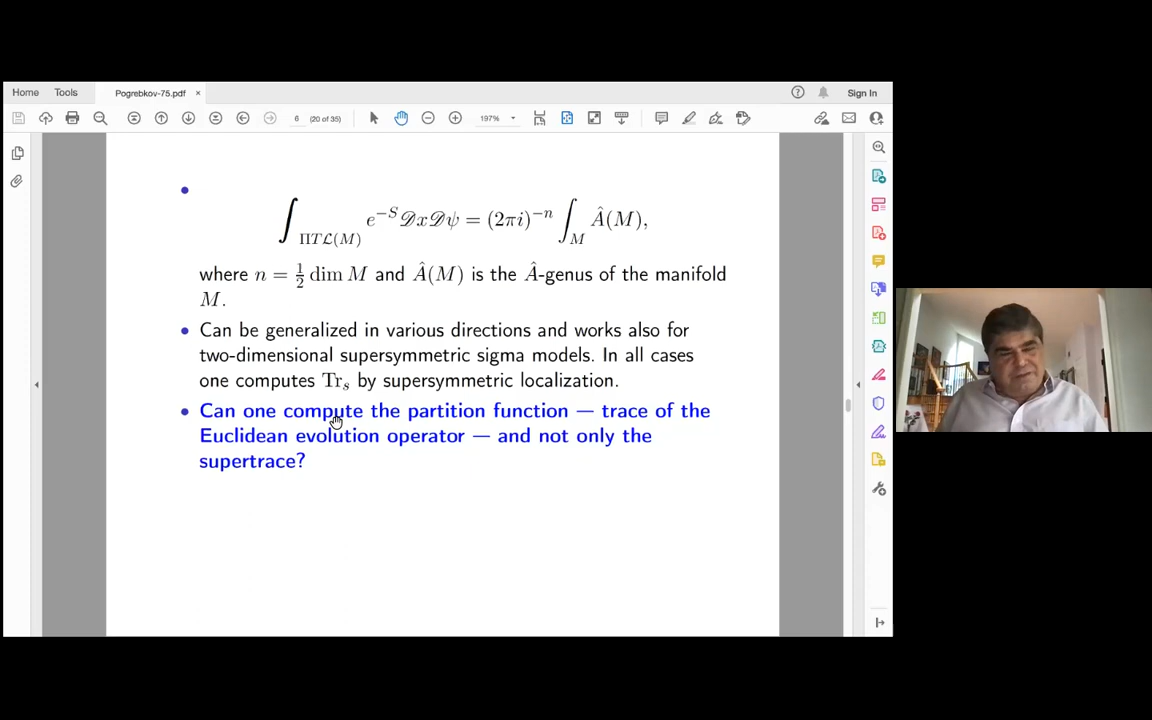 Home Tools Pogrebkov-75.pdf × Sign In
6 (20 of 35) 197%
∫_{ΠTℒ(M)} e^{−S} 𝒟x𝒟ψ = (2πi)^{−n} ∫_M Â(M),
where n = ½ dim M and Â(M) is the Â-genus of the manifold
M.
Can be generalized in various directions and works also for
two-dimensional supersymmetric sigma models. In all cases
one computes Tr_s by supersymmetric localization.
Can one compute the partition function — trace of the
Euclidean evolution operator — and not only the
supertrace?